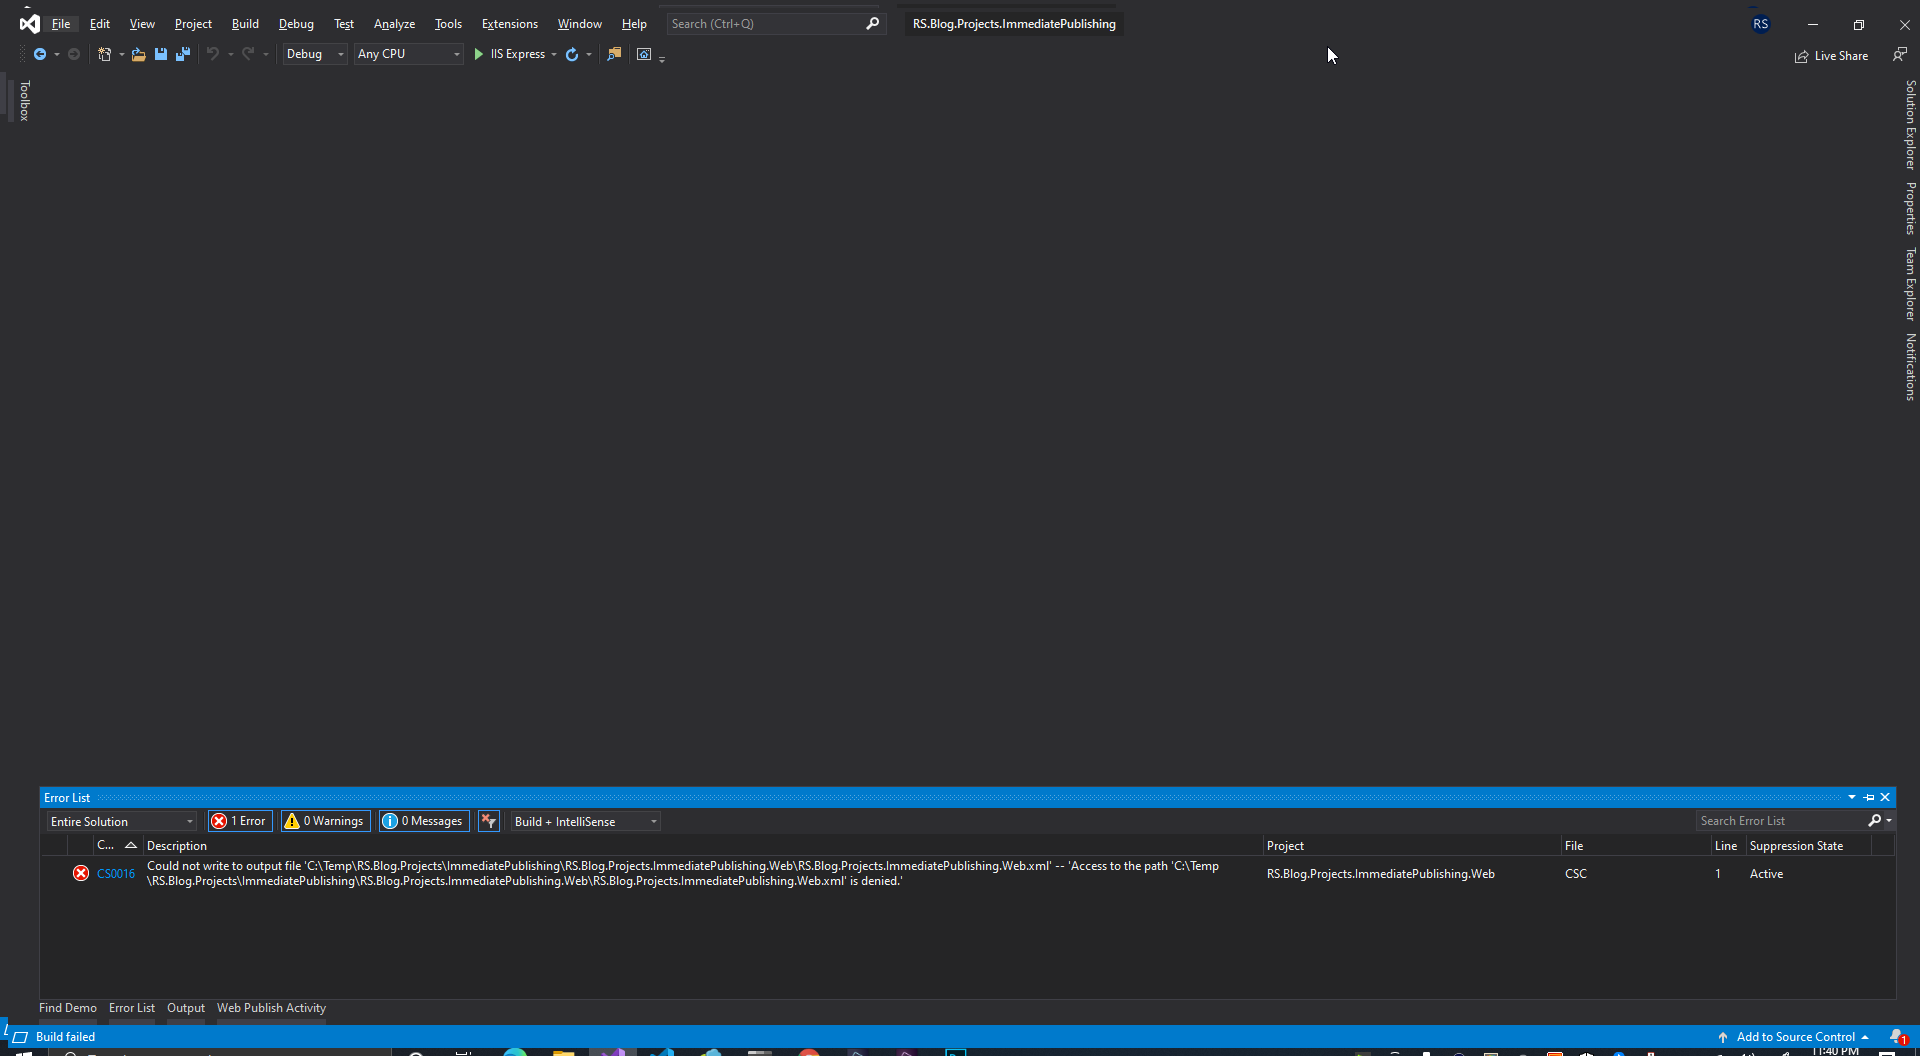 File Edit View Project Build Debug Test Analyze Tools Extensions Window Help Search (Ctrl+Q) RS.Blog.Projects.ImmediatePublishing RS
Debug Any CPU IIS Express Live Share
Toolbox
Solution Explorer
Properties
Team Explorer
Notifications
Error List
Entire Solution 1 Error 0 Warnings 0 Messages Build + IntelliSense Search Error List
C... Description Project File Line Suppression State
CS0016 Could not write to output file 'C:\Temp\RS.Blog.Projects\ImmediatePublishing\RS.Blog.Projects.ImmediatePublishing.Web\RS.Blog.Projects.ImmediatePublishing.Web.xml' -- 'Access to the path 'C:\Temp
\RS.Blog.Projects\ImmediatePublishing\RS.Blog.Projects.ImmediatePublishing.Web\RS.Blog.Projects.ImmediatePublishing.Web.xml' is denied.' RS.Blog.Projects.ImmediatePublishing.Web CSC 1 Active
Find Demo Error List Output Web Publish Activity
Build failed Add to Source Control 1
11:40 PM